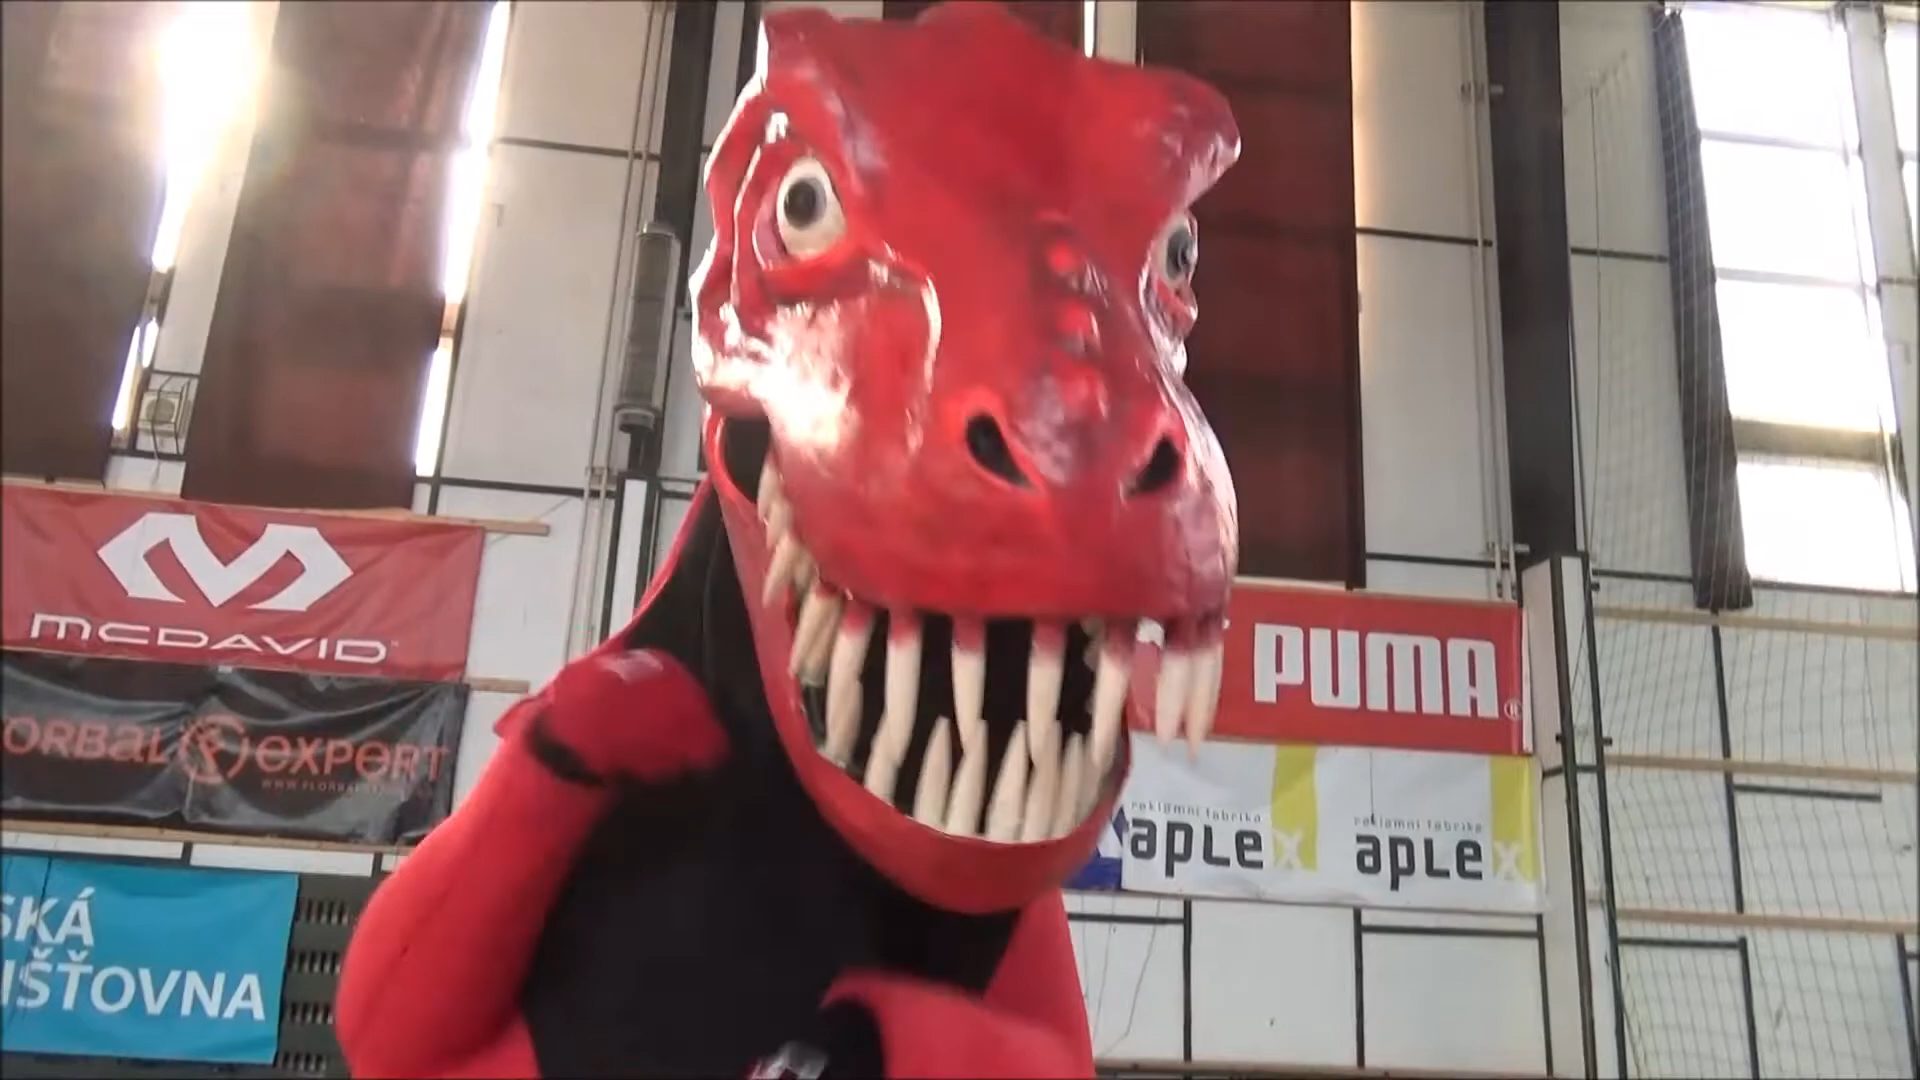 McDAVID
ORBAL EXPERT
SKÁ
IŠŤOVNA
PUMA®
reklamní fabrika
aplex
reklamní fabrika
aplex